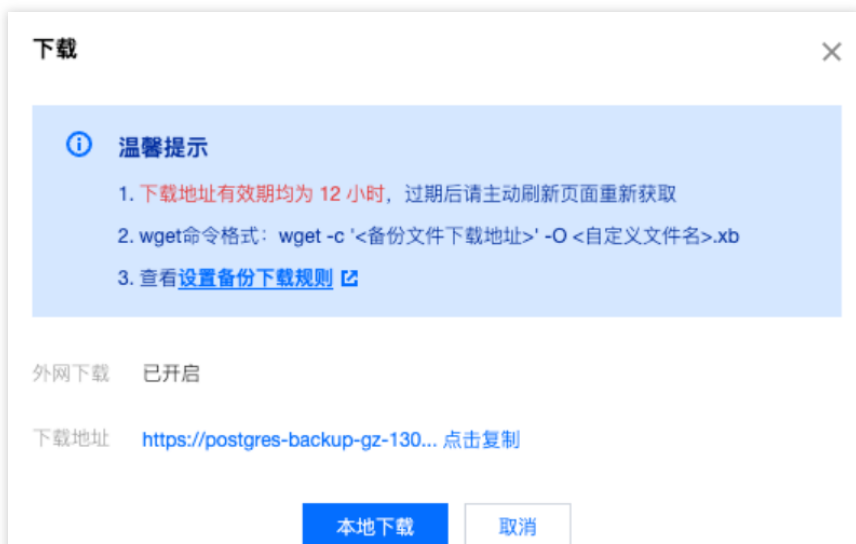 下载
温馨提示
1. 下载地址有效期均为 12 小时，过期后请主动刷新页面重新获取
2. wget命令格式：wget -c '<备份文件下载地址>' -O <自定义文件名>.xb
3. 查看设置备份下载规则
外网下载 已开启
下载地址 https://postgres-backup-gz-130... 点击复制
本地下载 取消